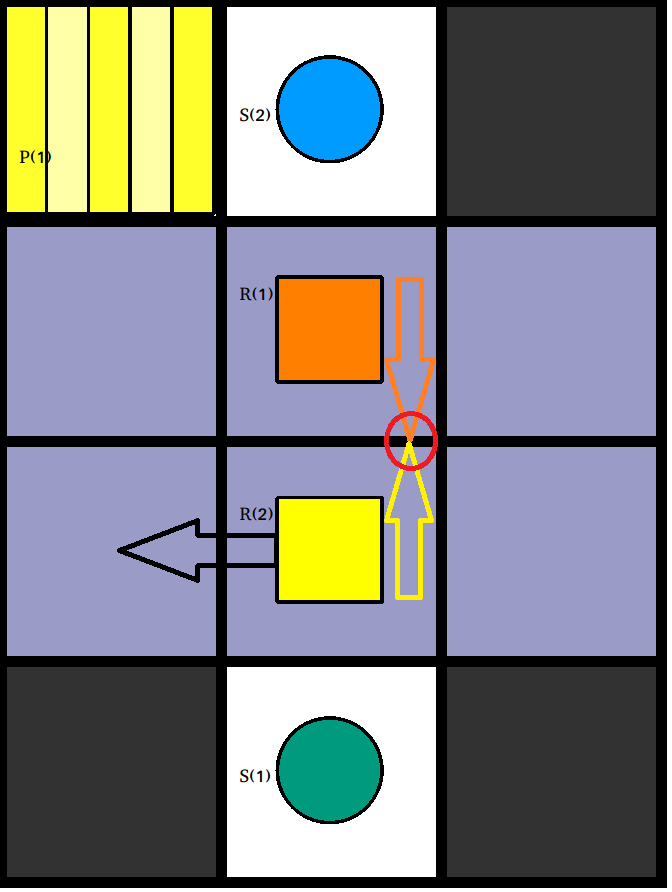 S(2)
P(1)
R(1)
R(2)
S(1)